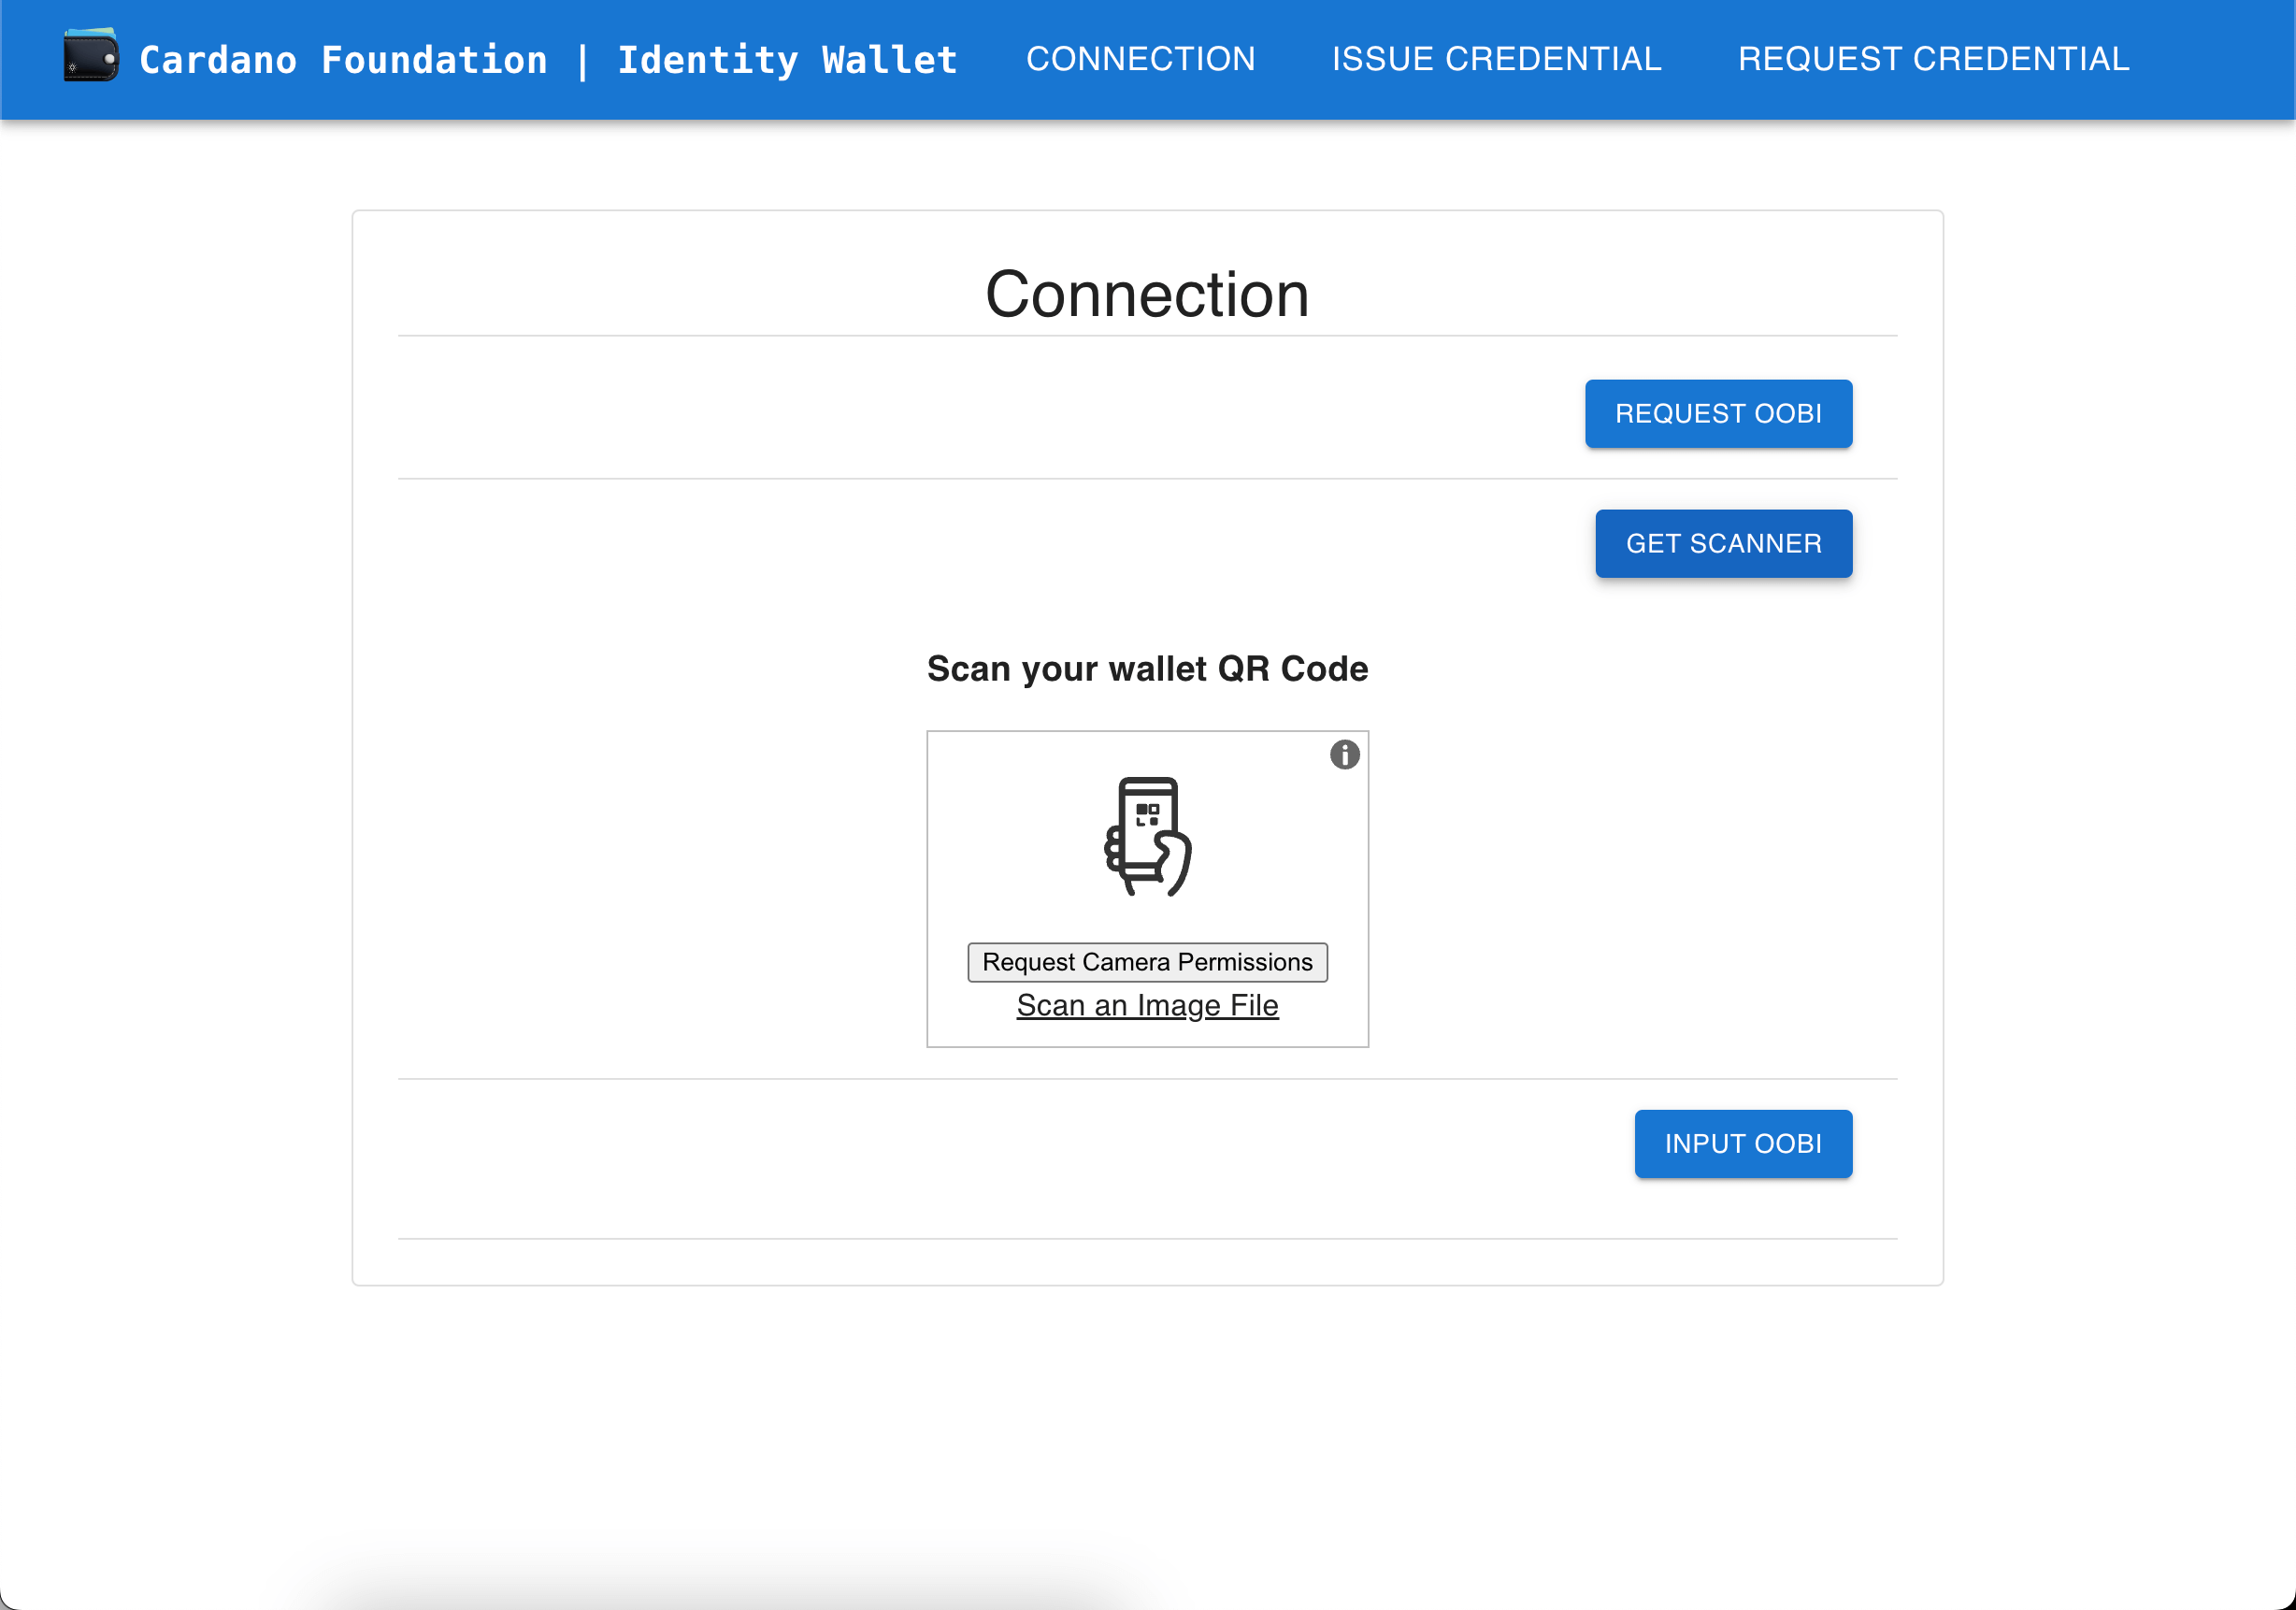 Cardano Foundation | Identity Wallet CONNECTION ISSUE CREDENTIAL REQUEST CREDENTIAL
Connection
REQUEST OOBI
GET SCANNER
Scan your wallet QR Code
Request Camera Permissions
Scan an Image File
INPUT OOBI